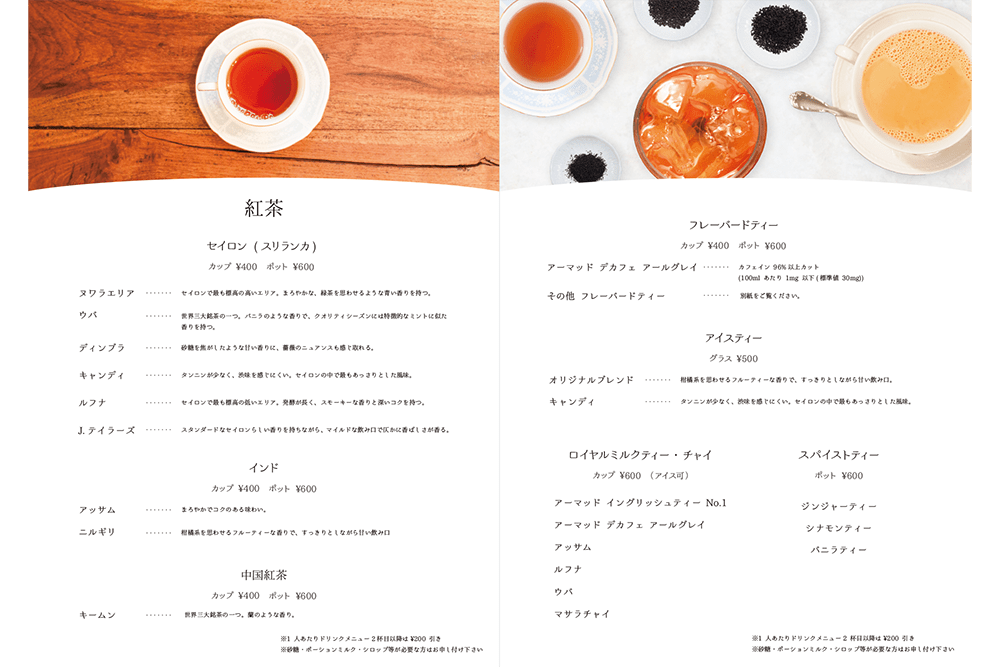 紅茶
セイロン (スリランカ)
カップ ¥400 ポット ¥600
ヌワラエリア ······· セイロンで最も標高の高いエリア。まろやかな、緑茶を思わせるような青い香りを持つ。
ウバ ······· 世界三大銘茶の一つ。バニラのような香りで、クオリティシーズンには特徴的なミントに似た
香りを持つ。
ディンブラ ······· 砂糖を焦がしたような甘い香りに、薔薇のニュアンスも感じ取れる。
キャンディ ······· タンニンが少なく、渋味を感じにくい。セイロンの中で最もあっさりとした風味。
ルフナ ······· セイロンで最も標高の低いエリア。発酵が長く、スモーキーな香りと深いコクを持つ。
J.テイラーズ ······· スタンダードなセイロンらしい香りを持ちながら、マイルドな飲み口で仄かに香ばしさが香る。
インド
カップ ¥400 ポット ¥600
アッサム ······· まろやかでコクのある味わい。
ニルギリ ······· 柑橘系を思わせるフルーティーな香りで、すっきりとしながら甘い飲み口
中国紅茶
カップ ¥400 ポット ¥600
キームン ······· 世界三大銘茶の一つ。蘭のような香り。
※1 人あたりドリンクメニュー2杯目以降は ¥200 引き
※砂糖・ポーションミルク・シロップ等が必要な方はお申し付け下さい
フレーバードティー
カップ ¥400 ポット ¥600
アーマッド デカフェ アールグレイ ······· カフェイン 96%以上カット
(100ml あたり 1mg 以下(標準値 30mg))
その他 フレーバードティー ······· 別紙をご覧ください。
アイスティー
グラス ¥500
オリジナルブレンド ······· 柑橘系を思わせるフルーティーな香りで、すっきりとしながら甘い飲み口。
キャンディ ······· タンニンが少なく、渋味を感じにくい。セイロンの中で最もあっさりとした風味。
ロイヤルミルクティー・チャイ
カップ ¥600 (アイス可)
アーマッド イングリッシュティー No.1
アーマッド デカフェ アールグレイ
アッサム
ルフナ
ウバ
マサラチャイ
スパイストティー
ポット ¥600
ジンジャーティー
シナモンティー
バニラティー
※1 人あたりドリンクメニュー2 杯目以降は ¥200 引き
※砂糖・ポーションミルク・シロップ等が必要な方はお申し付け下さい